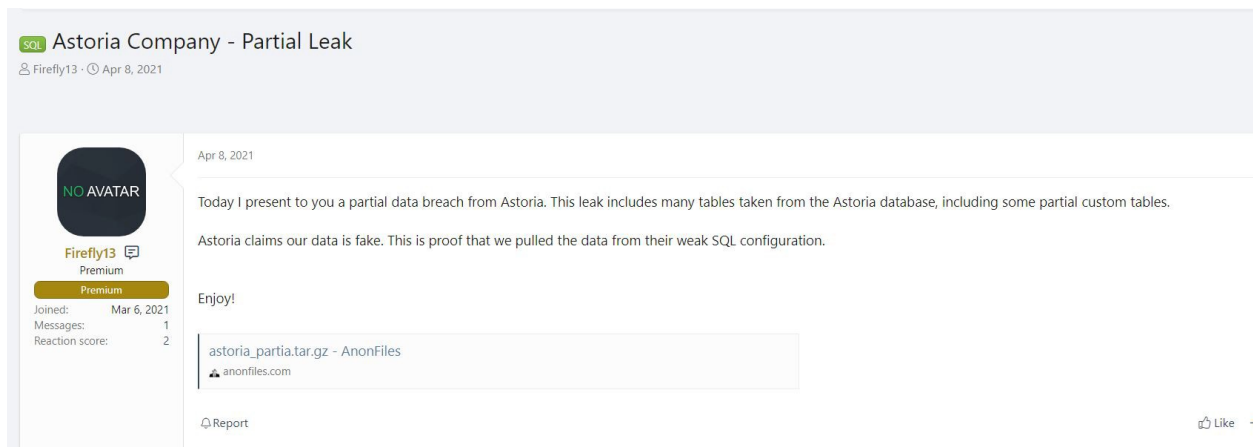 SQL Astoria Company - Partial Leak
Firefly13 · Apr 8, 2021
NO AVATAR
Firefly13
Premium
Premium
Joined: Mar 6, 2021
Messages: 1
Reaction score: 2
Apr 8, 2021
Today I present to you a partial data breach from Astoria. This leak includes many tables taken from the Astoria database, including some partial custom tables.
Astoria claims our data is fake. This is proof that we pulled the data from their weak SQL configuration.
Enjoy!
astoria_partia.tar.gz - AnonFiles
anonfiles.com
Report
Like